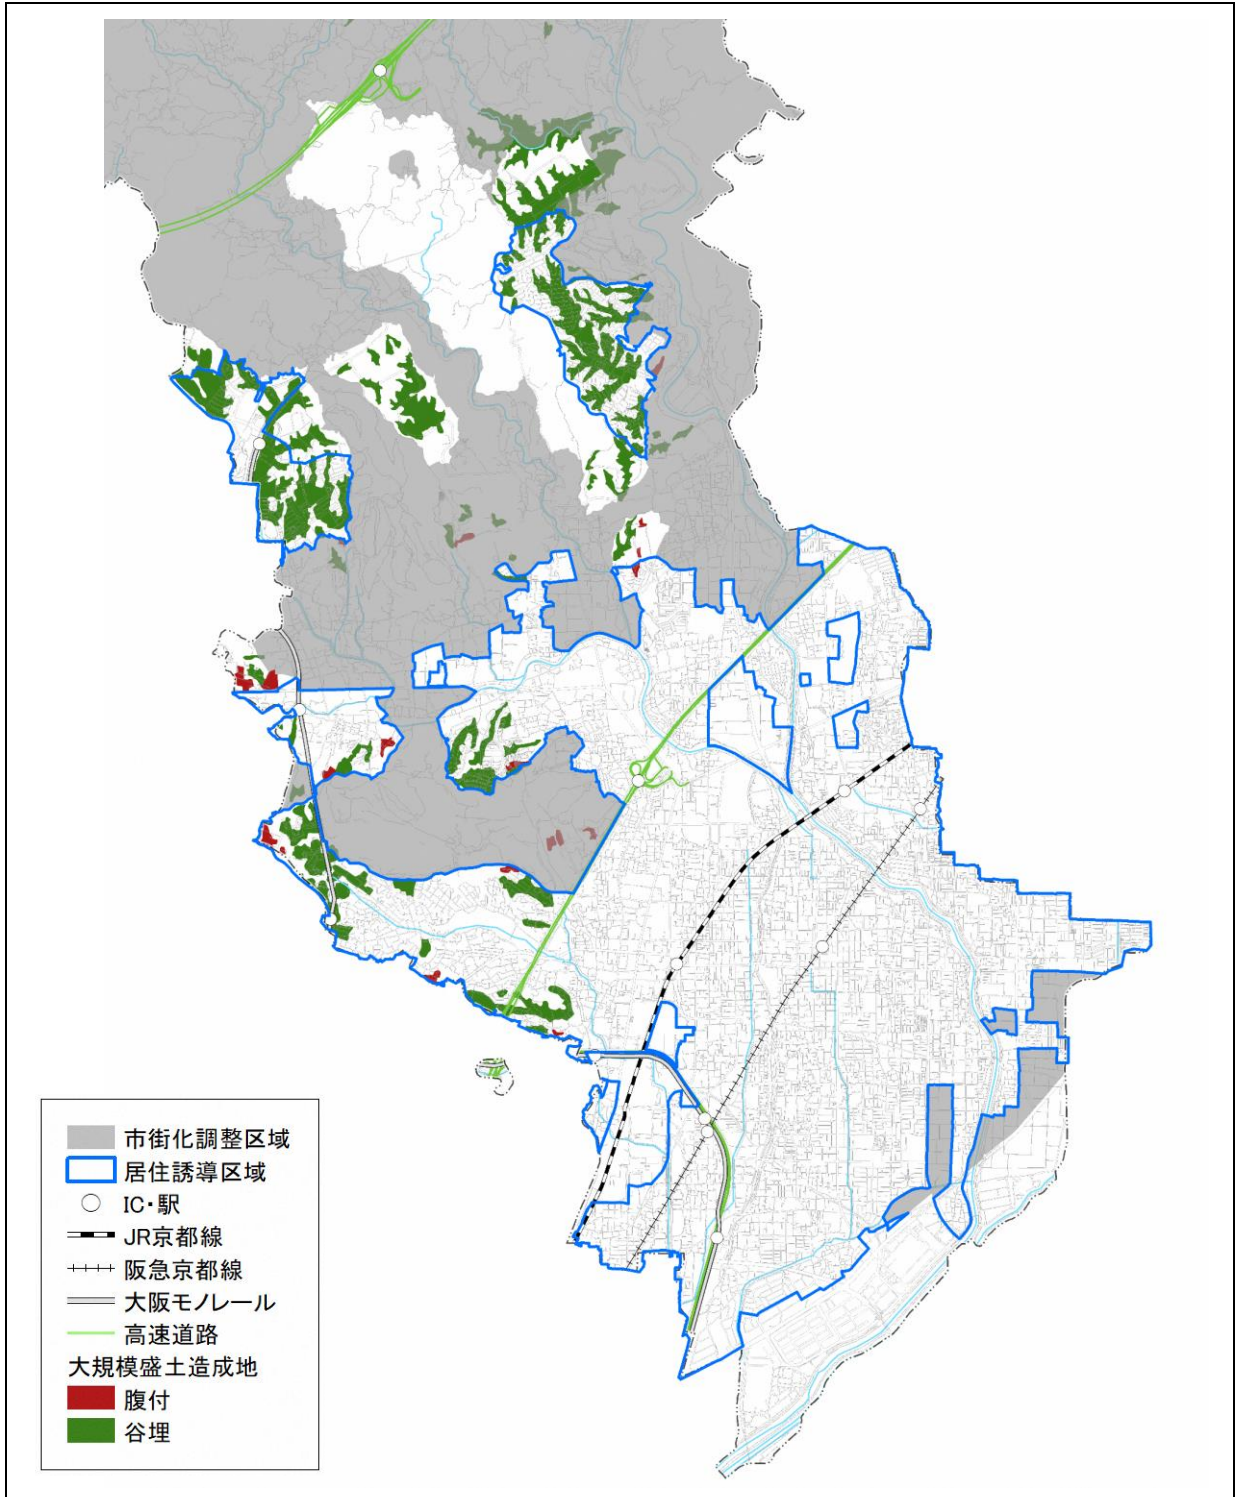 市街化調整区域
居住誘導区域
IC・駅
JR京都線
阪急京都線
大阪モノレール
高速道路
大規模盛土造成地
腹付
谷埋